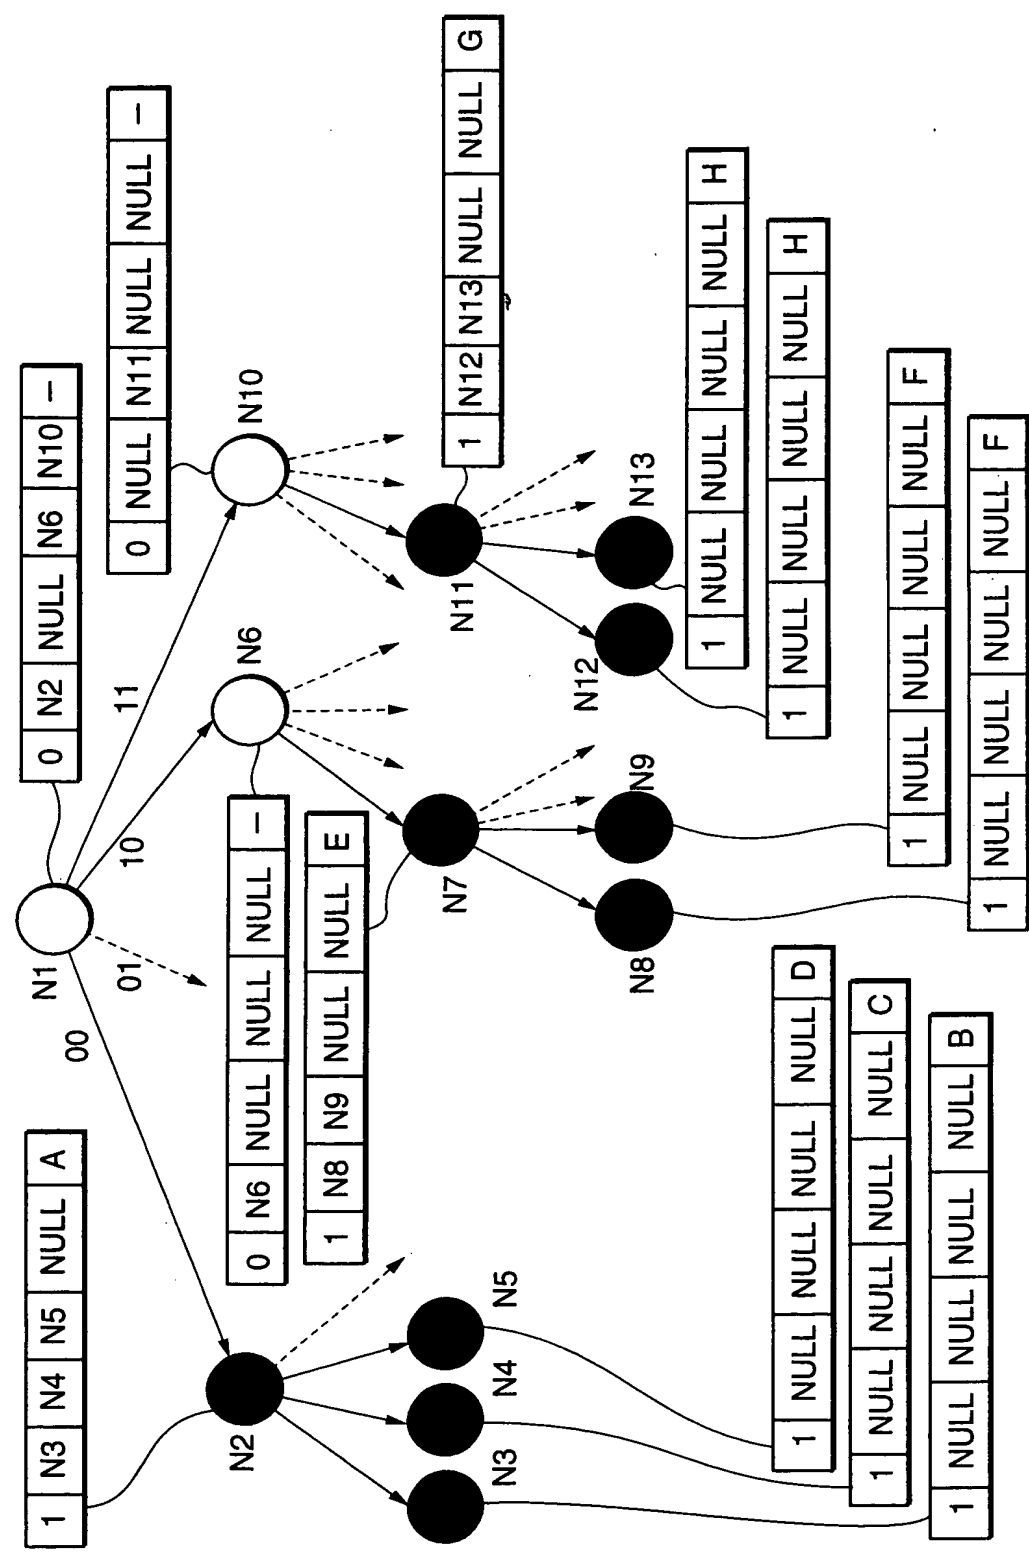 N1
0 N2 NULL N6 N10 –
00
01
10
11
N2
1 N3 N4 N5 NULL A
N6
0 N6 NULL NULL NULL –
N10
0 NULL N11 NULL NULL –
N3
N4
N5
N7
1 N8 N9 NULL NULL E
N11
1 N12 N13 NULL NULL G
N8
N9
N12
N13
1 NULL NULL NULL NULL H
1 NULL NULL NULL NULL H
1 NULL NULL NULL NULL D
1 NULL NULL NULL NULL C
1 NULL NULL NULL NULL B
1 NULL NULL NULL NULL F
1 NULL NULL NULL NULL F